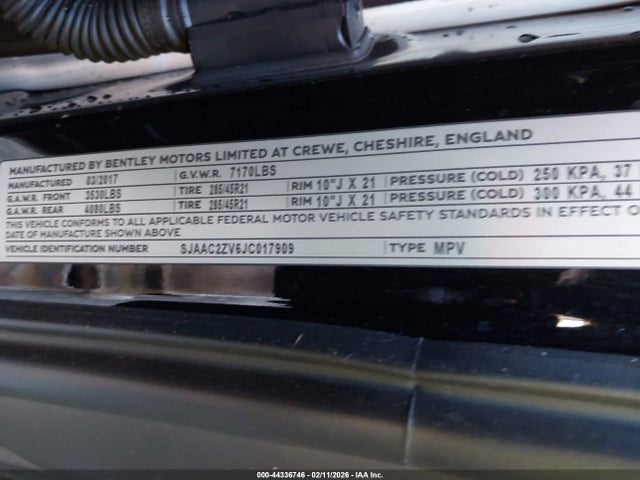 MANUFACTURED BY BENTLEY MOTORS LIMITED AT CREWE, CHESHIRE, ENGLAND
MANUFACTURED 03/2017 G.V.W.R. 7170LBS
G.A.W.R. FRONT 3530LBS TIRE 285/45R21 RIM 10"J X 21 PRESSURE (COLD) 250 KPA, 37
G.A.W.R. REAR 4080LBS TIRE 285/45R21 RIM 10"J X 21 PRESSURE (COLD) 300 KPA, 44
THIS VEHICLE CONFORMS TO ALL APPLICABLE FEDERAL MOTOR VEHICLE SAFETY STANDARDS IN EFFECT O
DATE OF MANUFACTURE SHOWN ABOVE
VEHICLE IDENTIFICATION NUMBER SJAAC2ZV6JC017909 TYPE MPV
000-44336746 - 02/11/2026 - IAA Inc.